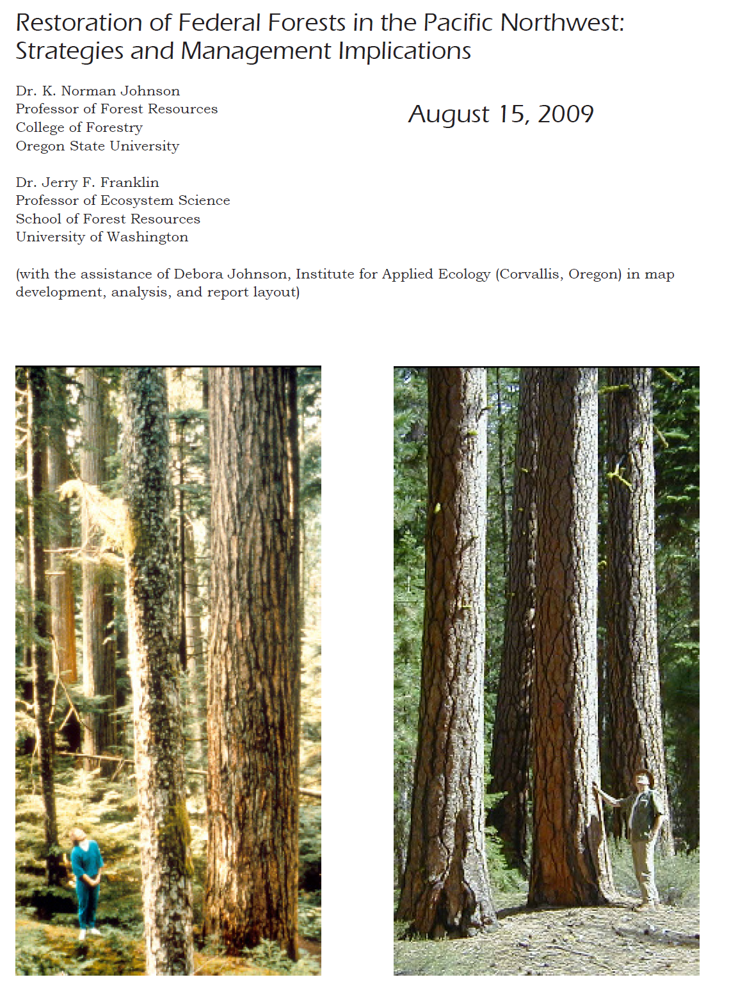 Restoration of Federal Forests in the Pacific Northwest:
Strategies and Management Implications
Dr. K. Norman Johnson
Professor of Forest Resources
College of Forestry
Oregon State University
August 15, 2009
Dr. Jerry F. Franklin
Professor of Ecosystem Science
School of Forest Resources
University of Washington
(with the assistance of Debora Johnson, Institute for Applied Ecology (Corvallis, Oregon) in map
development, analysis, and report layout)